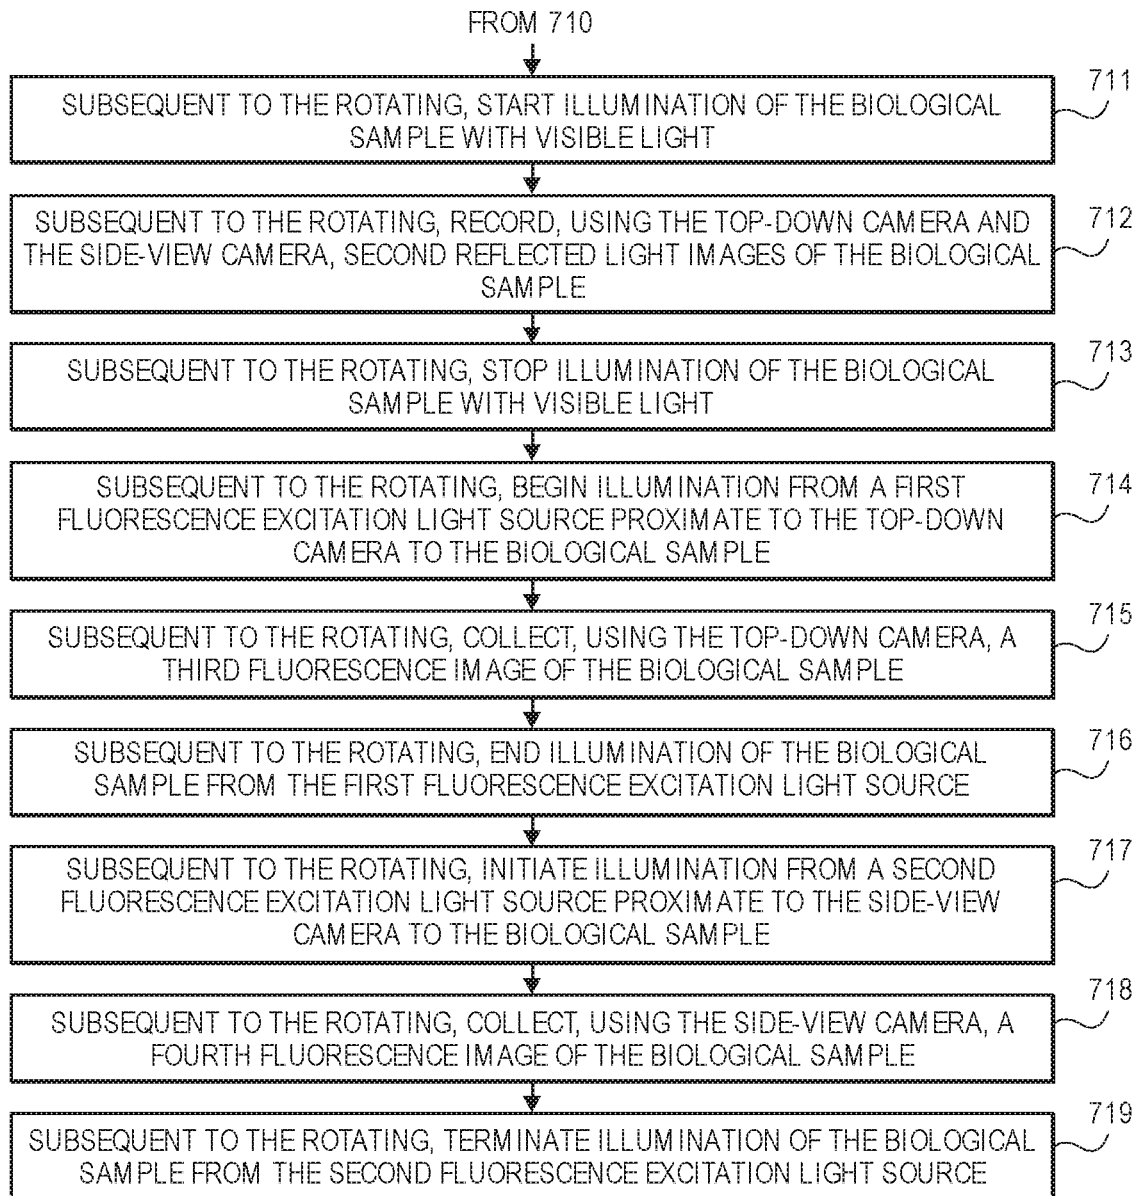 FROM 710
711
SUBSEQUENT TO THE ROTATING, START ILLUMINATION OF THE BIOLOGICAL
SAMPLE WITH VISIBLE LIGHT
712
SUBSEQUENT TO THE ROTATING, RECORD, USING THE TOP-DOWN CAMERA AND
THE SIDE-VIEW CAMERA, SECOND REFLECTED LIGHT IMAGES OF THE BIOLOGICAL
SAMPLE
713
SUBSEQUENT TO THE ROTATING, STOP ILLUMINATION OF THE BIOLOGICAL
SAMPLE WITH VISIBLE LIGHT
714
SUBSEQUENT TO THE ROTATING, BEGIN ILLUMINATION FROM A FIRST
FLUORESCENCE EXCITATION LIGHT SOURCE PROXIMATE TO THE TOP-DOWN
CAMERA TO THE BIOLOGICAL SAMPLE
715
SUBSEQUENT TO THE ROTATING, COLLECT, USING THE TOP-DOWN CAMERA, A
THIRD FLUORESCENCE IMAGE OF THE BIOLOGICAL SAMPLE
716
SUBSEQUENT TO THE ROTATING, END ILLUMINATION OF THE BIOLOGICAL
SAMPLE FROM THE FIRST FLUORESCENCE EXCITATION LIGHT SOURCE
717
SUBSEQUENT TO THE ROTATING, INITIATE ILLUMINATION FROM A SECOND
FLUORESCENCE EXCITATION LIGHT SOURCE PROXIMATE TO THE SIDE-VIEW
CAMERA TO THE BIOLOGICAL SAMPLE
718
SUBSEQUENT TO THE ROTATING, COLLECT, USING THE SIDE-VIEW CAMERA, A
FOURTH FLUORESCENCE IMAGE OF THE BIOLOGICAL SAMPLE
719
SUBSEQUENT TO THE ROTATING, TERMINATE ILLUMINATION OF THE BIOLOGICAL
SAMPLE FROM THE SECOND FLUORESCENCE EXCITATION LIGHT SOURCE